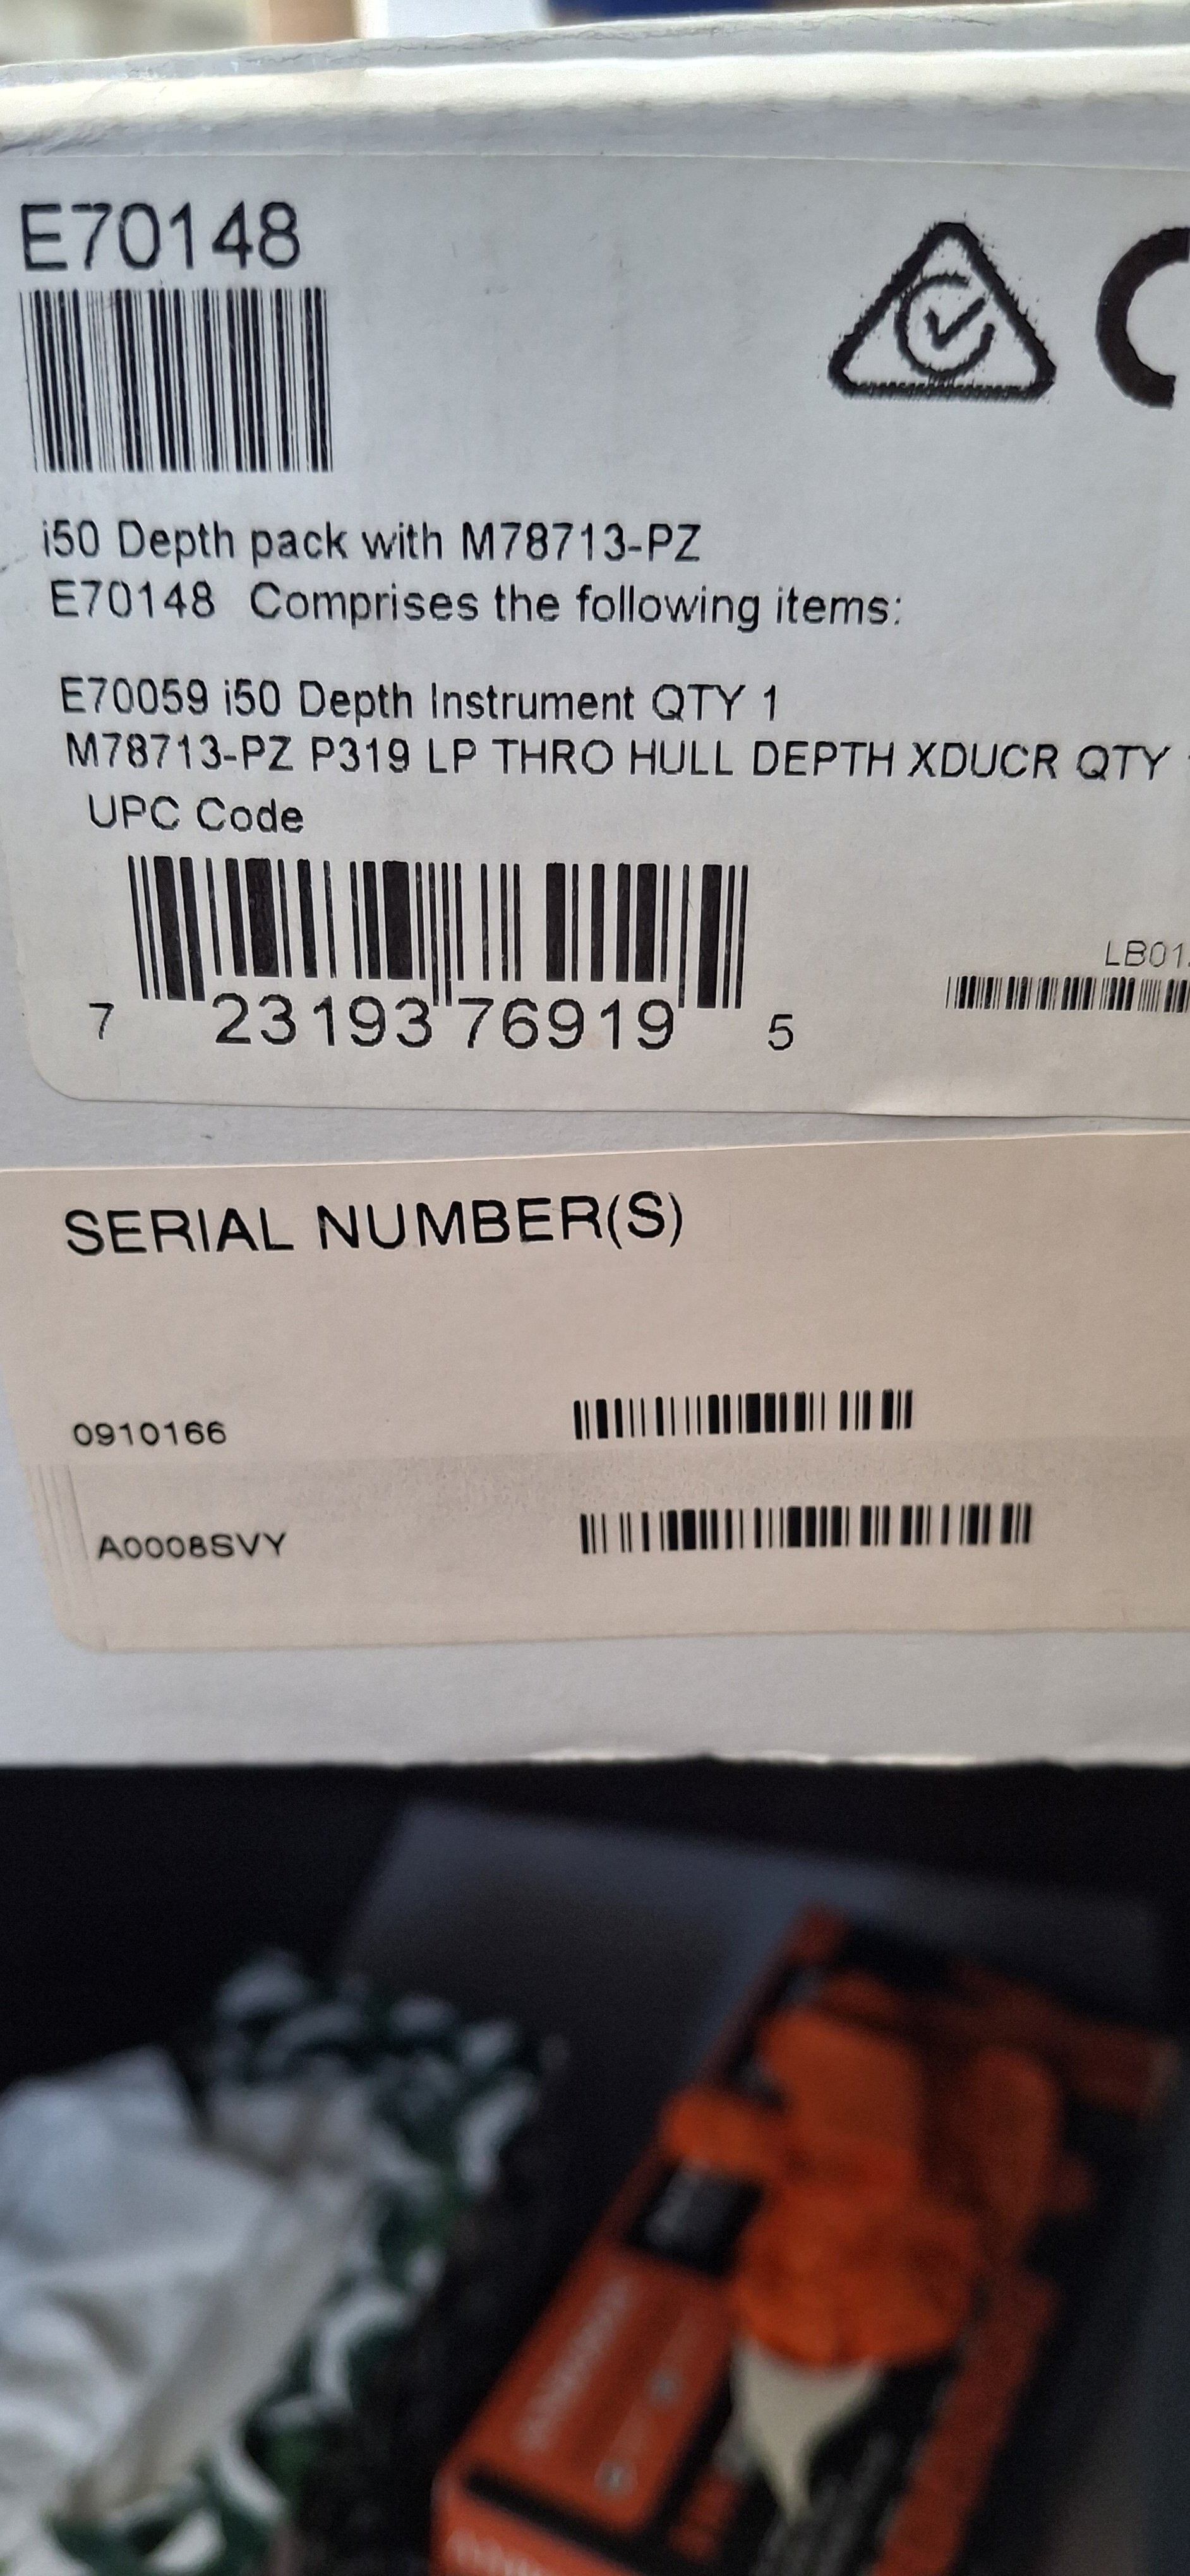 E70148
i50 Depth pack with M78713-PZ
E70148 Comprises the following items:
E70059 i50 Depth Instrument QTY 1
M78713-PZ P319 LP THRO HULL DEPTH XDUCR QTY
UPC Code
LB01
7 23193 76919 5
SERIAL NUMBER(S)
0910166
A0008SVY